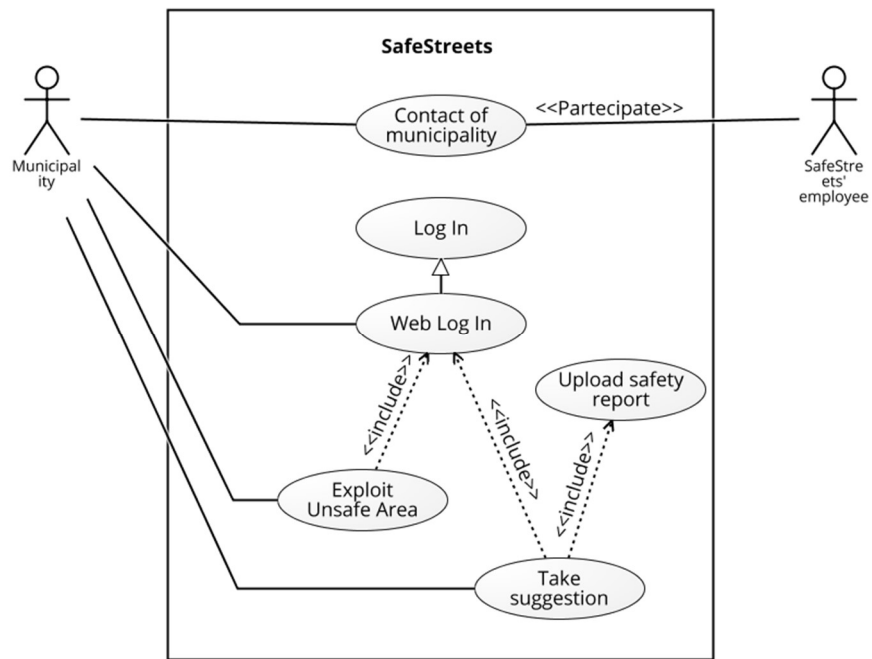 SafeStreets
Contact of
municipality
<<Partecipate>>
Municipal
ity
SafeStre
ets'
employee
Log In
Web Log In
<<include>>
<<include>>
<<include>>
Upload safety
report
Exploit
Unsafe Area
Take
suggestion